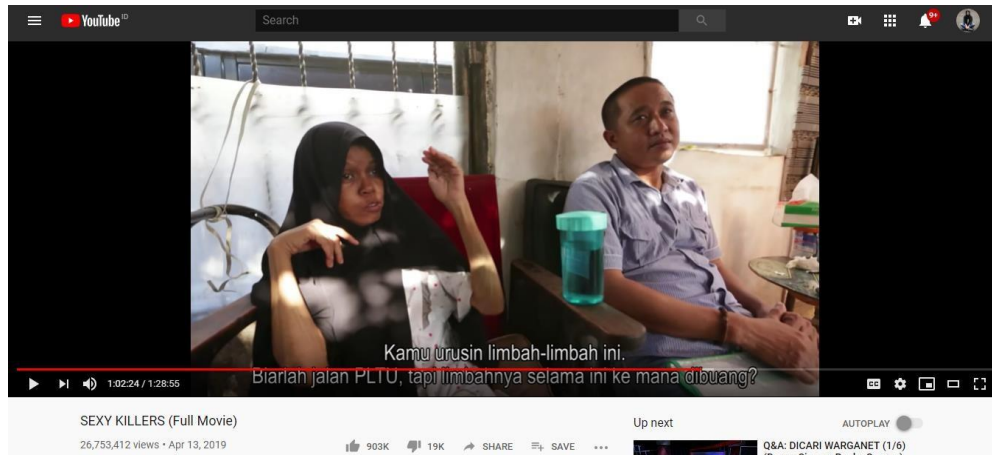 YouTube ID
Search
9+
Kamu urusin limbah-limbah ini.
Biarlah jalan PLTU, tapi limbahnya selama ini ke mana dibuang?
1:02:24 / 1:28:55
CC
SEXY KILLERS (Full Movie)
26,753,412 views • Apr 13, 2019
903K
19K
SHARE
SAVE
Up next
AUTOPLAY
Q&A: DICARI WARGANET (1/6)